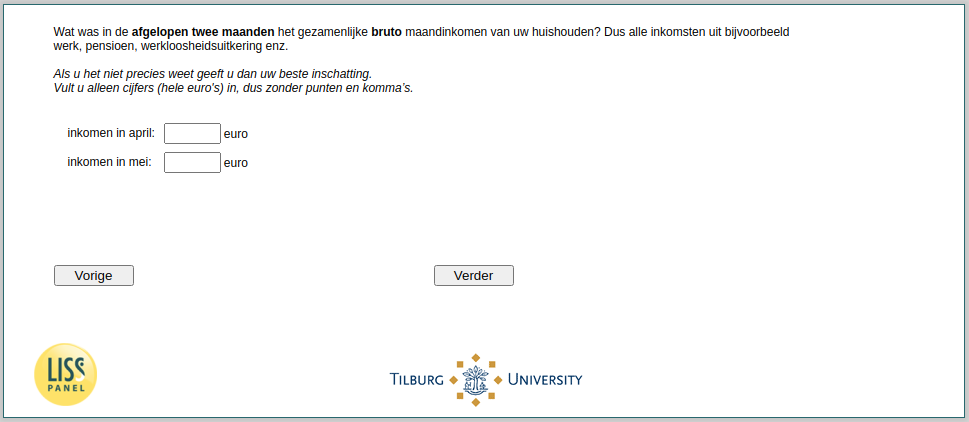 Wat was in de afgelopen twee maanden het gezamenlijke bruto maandinkomen van uw huishouden? Dus alle inkomsten uit bijvoorbeeld
werk, pensioen, werkloosheidsuitkering enz.
Als u het niet precies weet geeft u dan uw beste inschatting.
Vult u alleen cijfers (hele euro's) in, dus zonder punten en komma's.
inkomen in april: euro
inkomen in mei: euro
Vorige Verder
LISS
PANEL
TILBURG UNIVERSITY